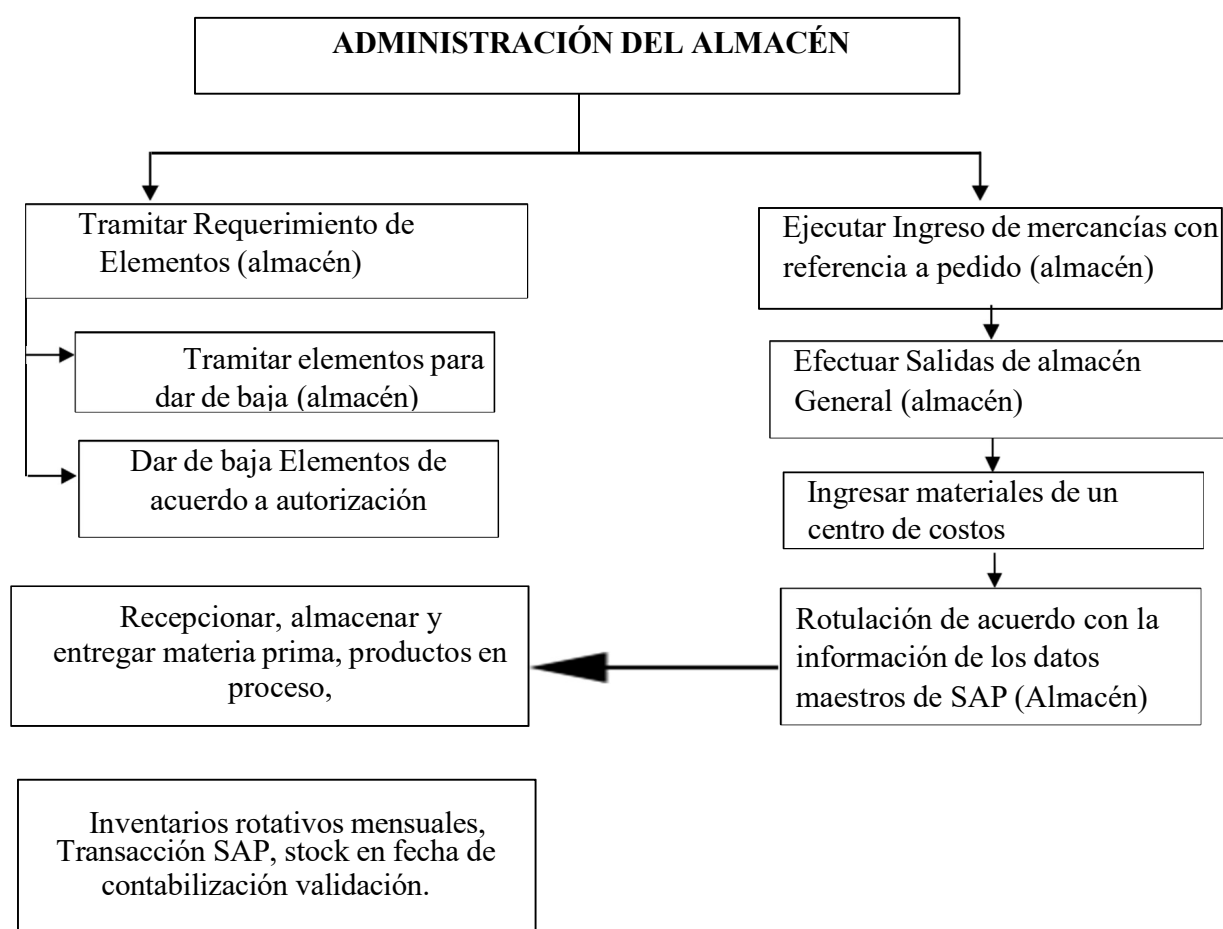 ADMINISTRACIÓN DEL ALMACÉN
Tramitar Requerimiento de
Elementos (almacén)
Tramitar elementos para
dar de baja (almacén)
Dar de baja Elementos de
acuerdo a autorización
Ejecutar Ingreso de mercancías con
referencia a pedido (almacén)
Efectuar Salidas de almacén
General (almacén)
Ingresar materiales de un
centro de costos
Rotulación de acuerdo con la
información de los datos
maestros de SAP (Almacén)
Recepcionar, almacenar y
entregar materia prima, productos en
proceso,
Inventarios rotativos mensuales,
Transacción SAP, stock en fecha de
contabilización validación.